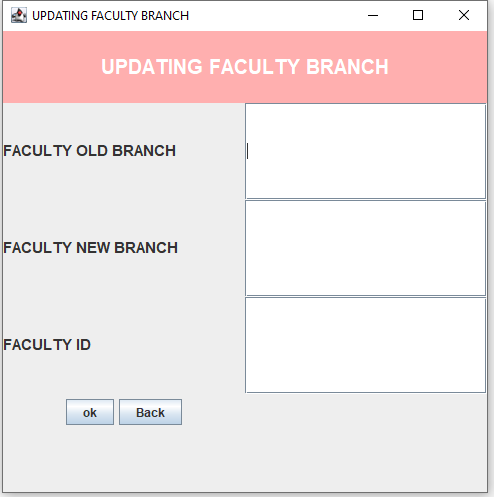 UPDATING FACULTY BRANCH
UPDATING FACULTY BRANCH
FACULTY OLD BRANCH
FACULTY NEW BRANCH
FACULTY ID
ok Back